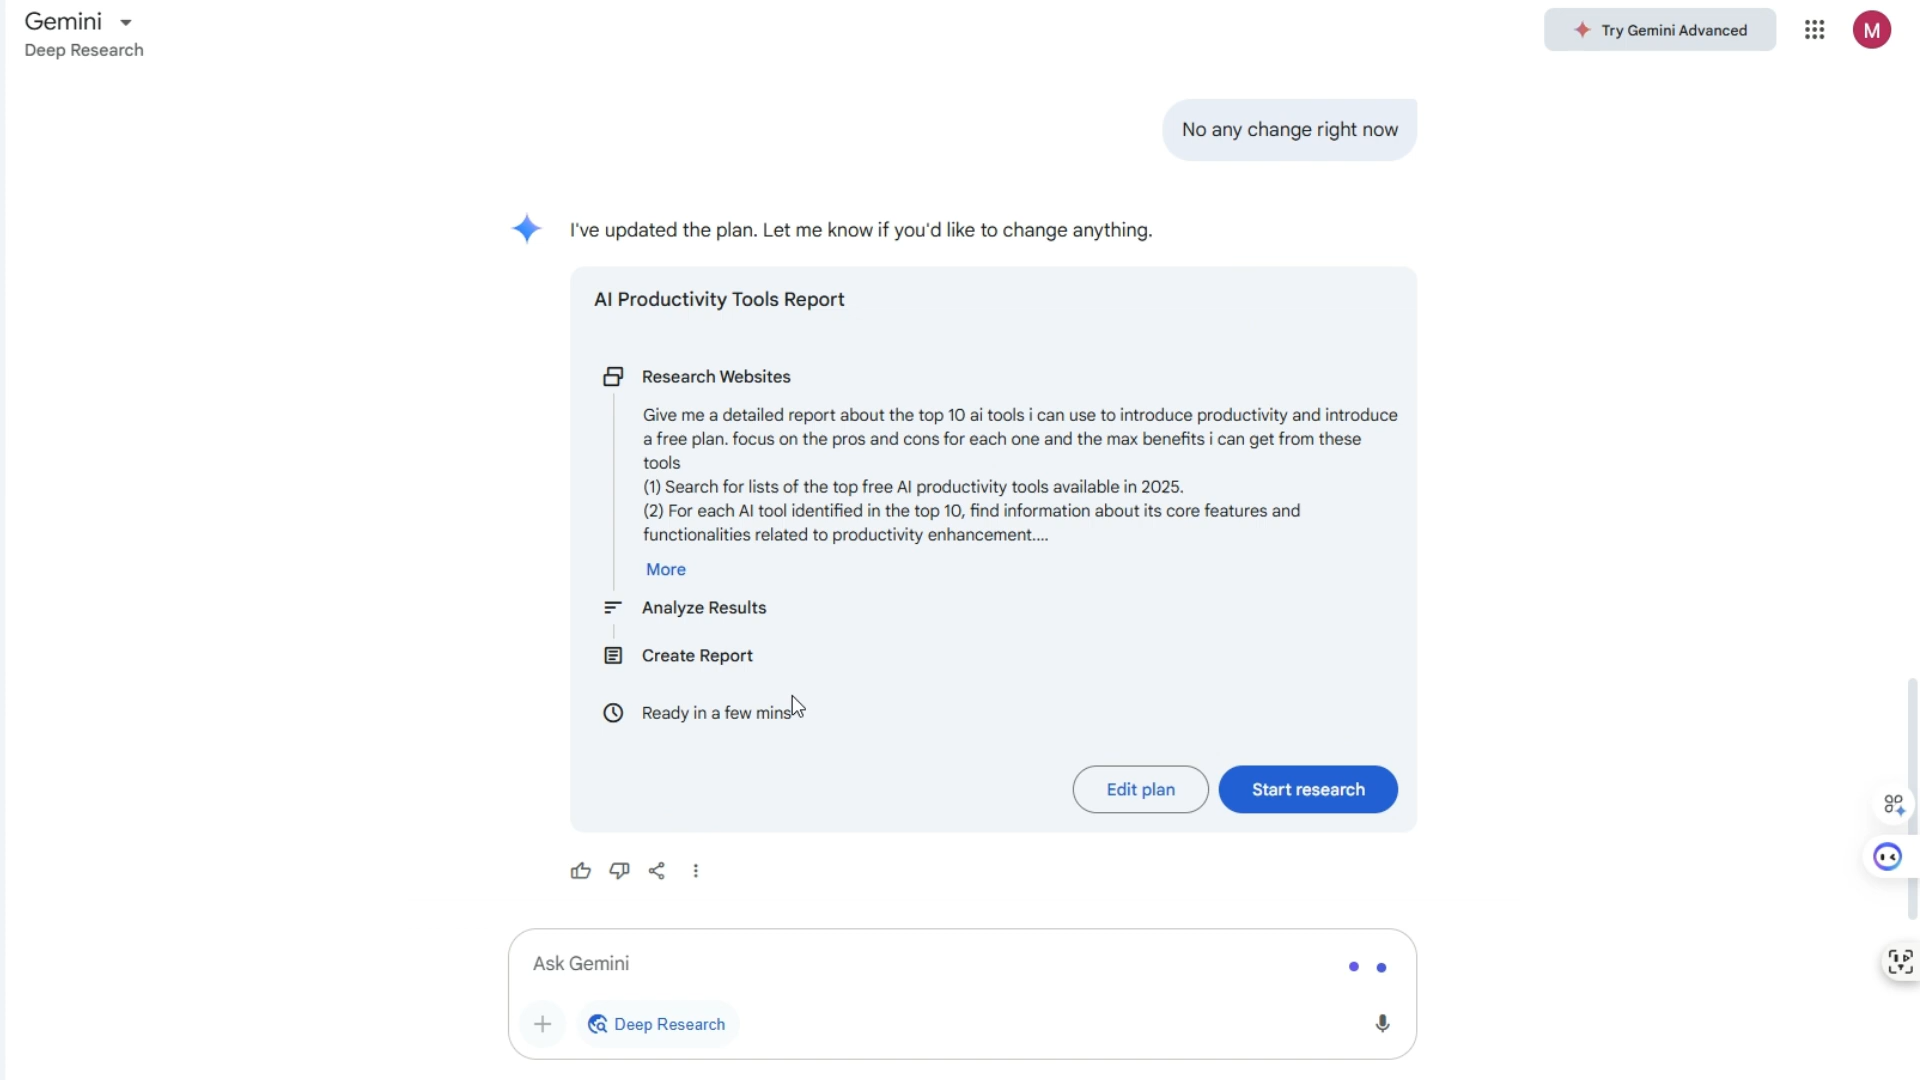 Gemini
Deep Research
Try Gemini Advanced
M
No any change right now
I've updated the plan. Let me know if you'd like to change anything.
AI Productivity Tools Report
Research Websites
Give me a detailed report about the top 10 ai tools i can use to introduce productivity and introduce
a free plan. focus on the pros and cons for each one and the max benefits i can get from these
tools
(1) Search for lists of the top free AI productivity tools available in 2025.
(2) For each AI tool identified in the top 10, find information about its core features and
functionalities related to productivity enhancement....
More
Analyze Results
Create Report
Ready in a few mins
Edit plan
Start research
Ask Gemini
Deep Research